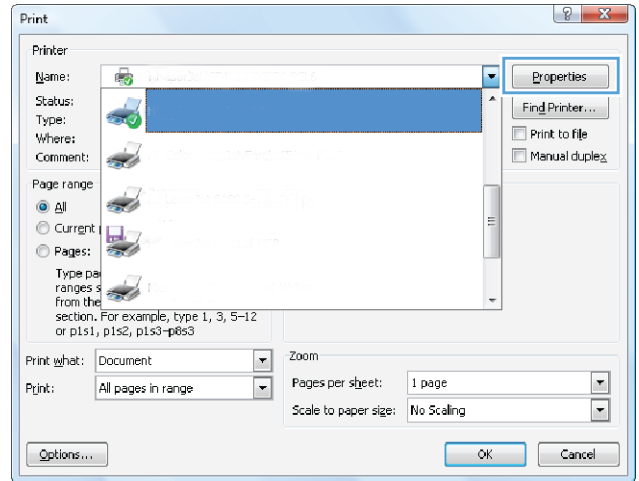 Print
Printer
Name:
Properties
Status:
Find Printer...
Type:
Where:
Print to file
Comment:
Manual duplex
Page range
All
Current
Pages:
Type
ranges
from the
section. For example, type 1, 3, 5–12
or p1s1, p1s2, p1s3–p8s3
Print what: Document
Zoom
Pages per sheet: 1 page
Print: All pages in range
Scale to paper size: No Scaling
Options...
OK
Cancel